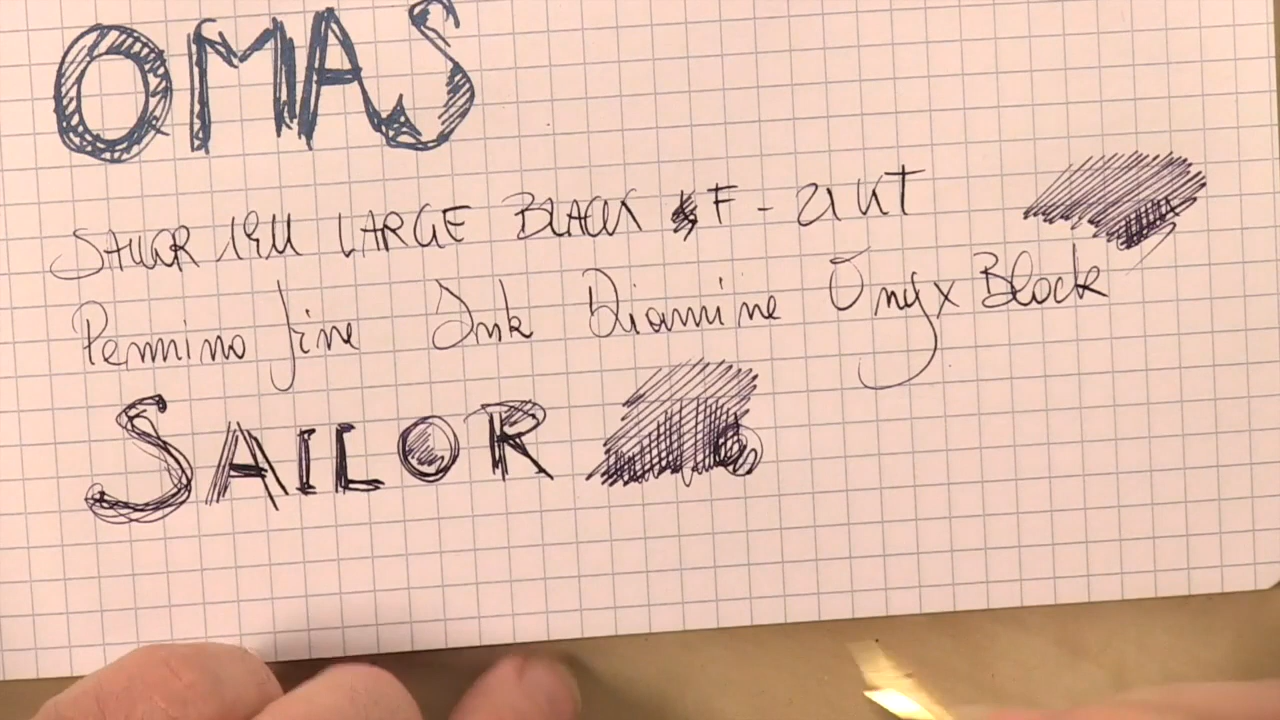 OMAS
SAILOR 1911 LARGE BLACK F - 21 KT
Pennino fine Ink Diamine Onyx Black
SAILOR